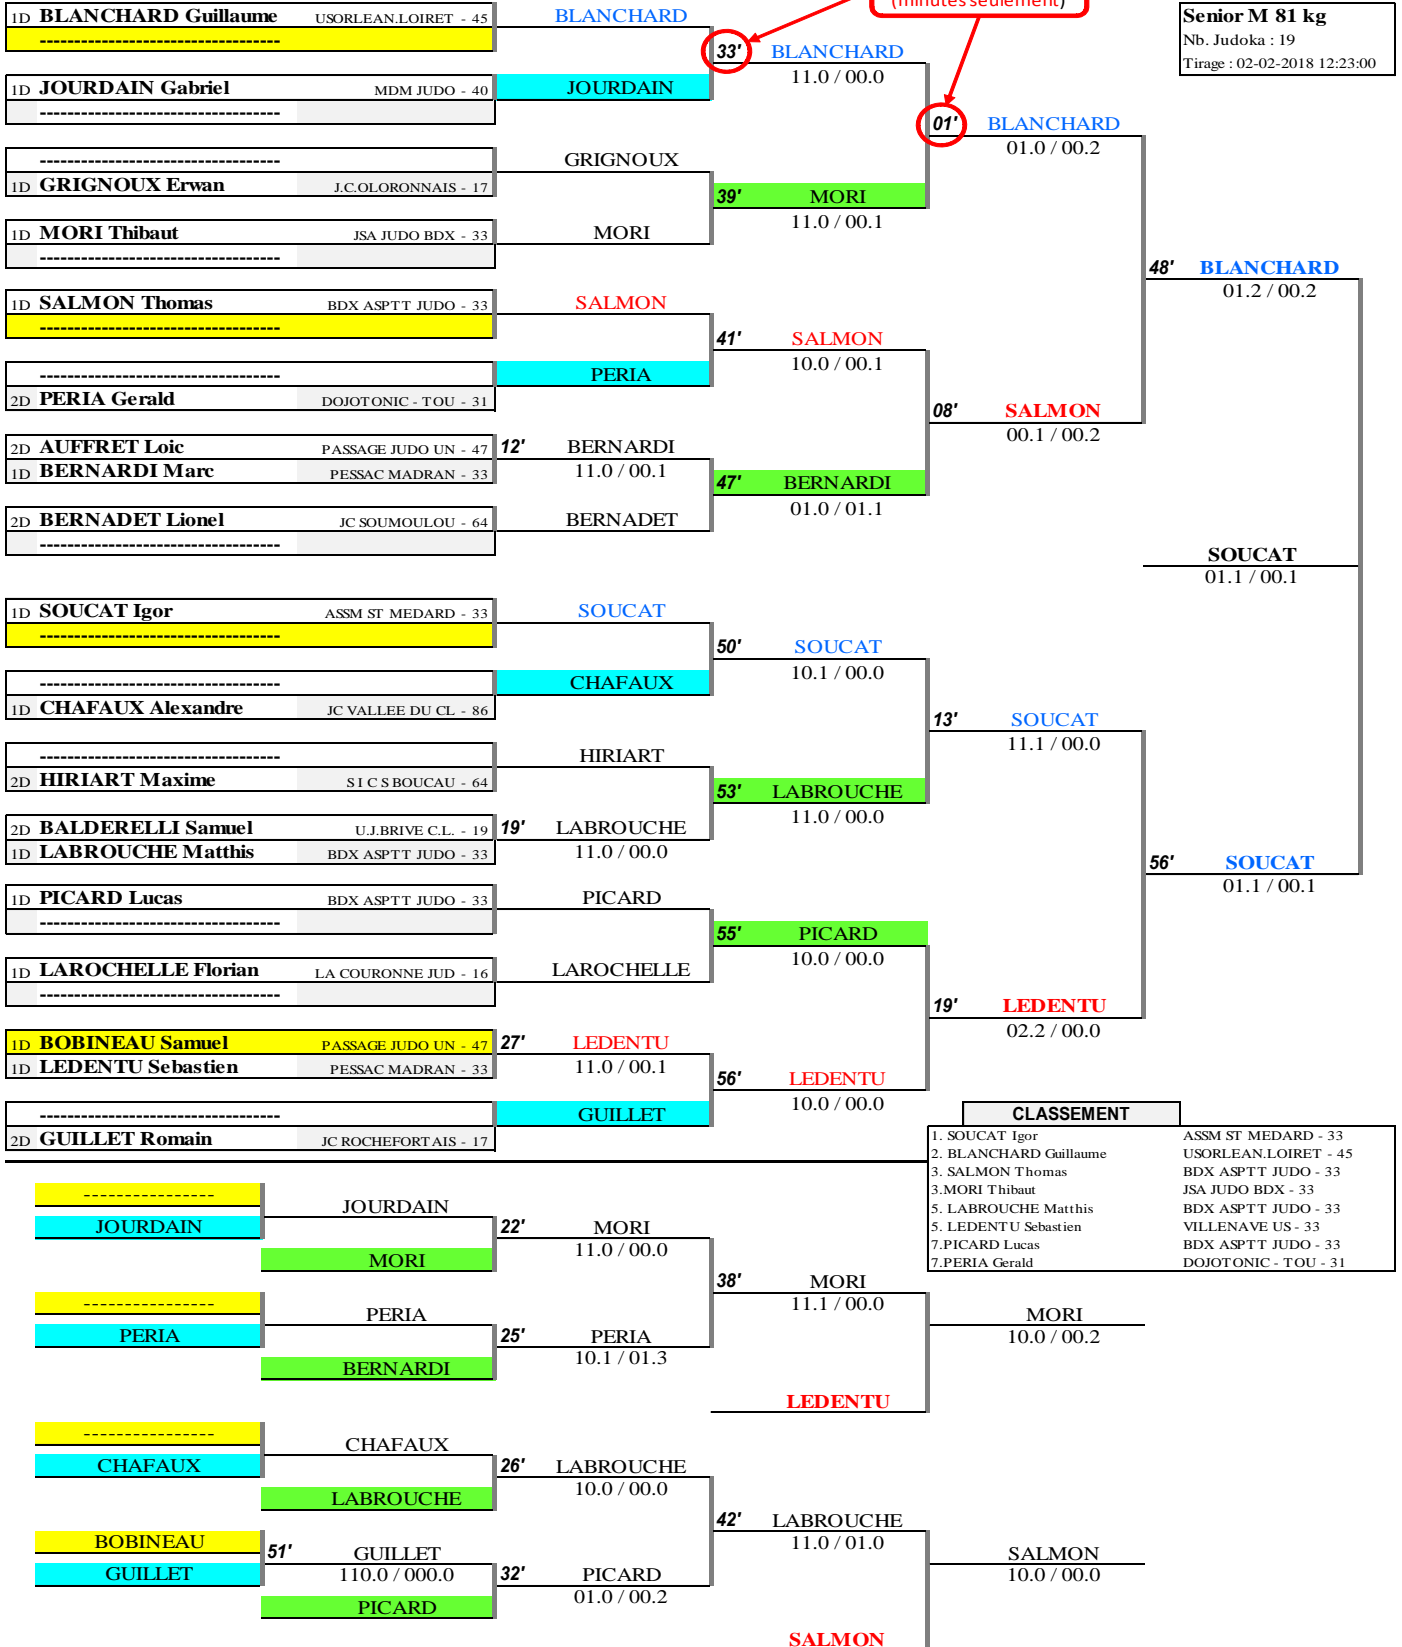 (minutes seulement)
Senior M 81 kg
Nb. Judoka : 19
Tirage : 02-02-2018 12:23:00
1D BLANCHARD Guillaume USORLEAN.LOIRET - 45 BLANCHARD
-----------------------------------
33' BLANCHARD
11.0 / 00.0
1D JOURDAIN Gabriel MDM JUDO - 40 JOURDAIN
-----------------------------------
01' BLANCHARD
01.0 / 00.2
-----------------------------------
GRIGNOUX
1D GRIGNOUX Erwan J.C.OLORONNAIS - 17
39' MORI
11.0 / 00.1
1D MORI Thibaut JSA JUDO BDX - 33 MORI
-----------------------------------
48' BLANCHARD
01.2 / 00.2
1D SALMON Thomas BDX ASPTT JUDO - 33 SALMON
-----------------------------------
41' SALMON
10.0 / 00.1
-----------------------------------
PERIA
2D PERIA Gerald DOJOTONIC - TOU - 31
08' SALMON
00.1 / 00.2
2D AUFFRET Loic PASSAGE JUDO UN - 47 12' BERNARDI
1D BERNARDI Marc PESSAC MADRAN - 33 11.0 / 00.1
47' BERNARDI
01.0 / 01.1
2D BERNADET Lionel JC SOUMOULOU - 64 BERNADET
-----------------------------------
SOUCAT
01.1 / 00.1
1D SOUCAT Igor ASSM ST MEDARD - 33 SOUCAT
-----------------------------------
50' SOUCAT
10.1 / 00.0
-----------------------------------
CHAFAUX
1D CHAFAUX Alexandre JC VALLEE DU CL - 86
13' SOUCAT
11.1 / 00.0
-----------------------------------
HIRIART
2D HIRIART Maxime S I C S BOUCAU - 64
53' LABROUCHE
11.0 / 00.0
2D BALDERELLI Samuel U.J.BRIVE C.L. - 19 19' LABROUCHE
1D LABROUCHE Matthis BDX ASPTT JUDO - 33 11.0 / 00.0
56' SOUCAT
01.1 / 00.1
1D PICARD Lucas BDX ASPTT JUDO - 33 PICARD
-----------------------------------
55' PICARD
10.0 / 00.0
1D LAROCHELLE Florian LA COURONNE JUD - 16 LAROCHELLE
-----------------------------------
19' LEDENTU
02.2 / 00.0
1D BOBINEAU Samuel PASSAGE JUDO UN - 47 27' LEDENTU
1D LEDENTU Sebastien PESSAC MADRAN - 33 11.0 / 00.1
56' LEDENTU
10.0 / 00.0
-----------------------------------
GUILLET
2D GUILLET Romain JC ROCHEFORTAIS - 17
CLASSEMENT
1. SOUCAT Igor ASSM ST MEDARD - 33
2. BLANCHARD Guillaume USORLEAN.LOIRET - 45
3. SALMON Thomas BDX ASPTT JUDO - 33
3.MORI Thibaut JSA JUDO BDX - 33
5. LABROUCHE Matthis BDX ASPTT JUDO - 33
5. LEDENTU Sebastien VILLENAVE US - 33
7.PICARD Lucas BDX ASPTT JUDO - 33
7.PERIA Gerald DOJOTONIC - TOU - 31
----------------
JOURDAIN
JOURDAIN
22' MORI
11.0 / 00.0
MORI
38' MORI
11.1 / 00.0
----------------
PERIA
PERIA
25' PERIA
10.1 / 01.3
BERNARDI
MORI
10.0 / 00.2
LEDENTU
----------------
CHAFAUX
CHAFAUX
26' LABROUCHE
10.0 / 00.0
LABROUCHE
42' LABROUCHE
11.0 / 01.0
BOBINEAU
51' GUILLET
GUILLET
110.0 / 000.0
32' PICARD
01.0 / 00.2
PICARD
SALMON
10.0 / 00.0
SALMON